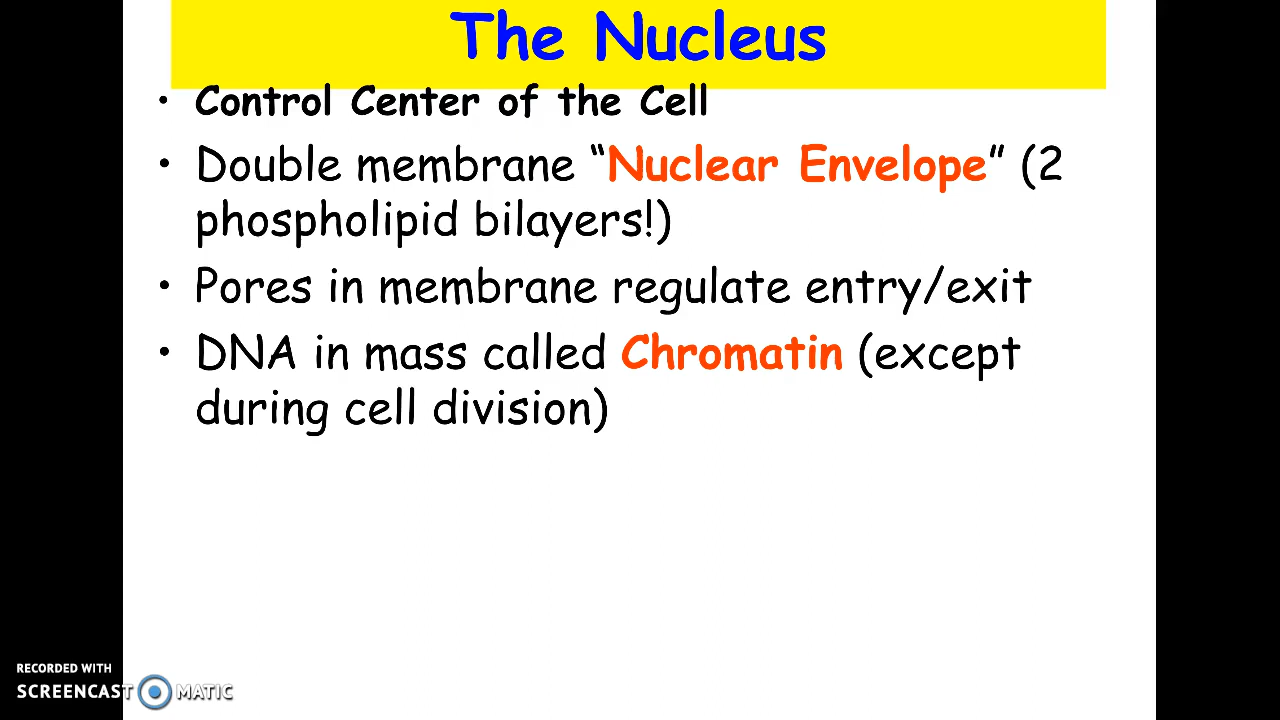 The Nucleus
• Control Center of the Cell
• Double membrane “Nuclear Envelope” (2
phospholipid bilayers!)
• Pores in membrane regulate entry/exit
• DNA in mass called Chromatin (except
during cell division)
RECORDED WITH
SCREENCAST MATIC